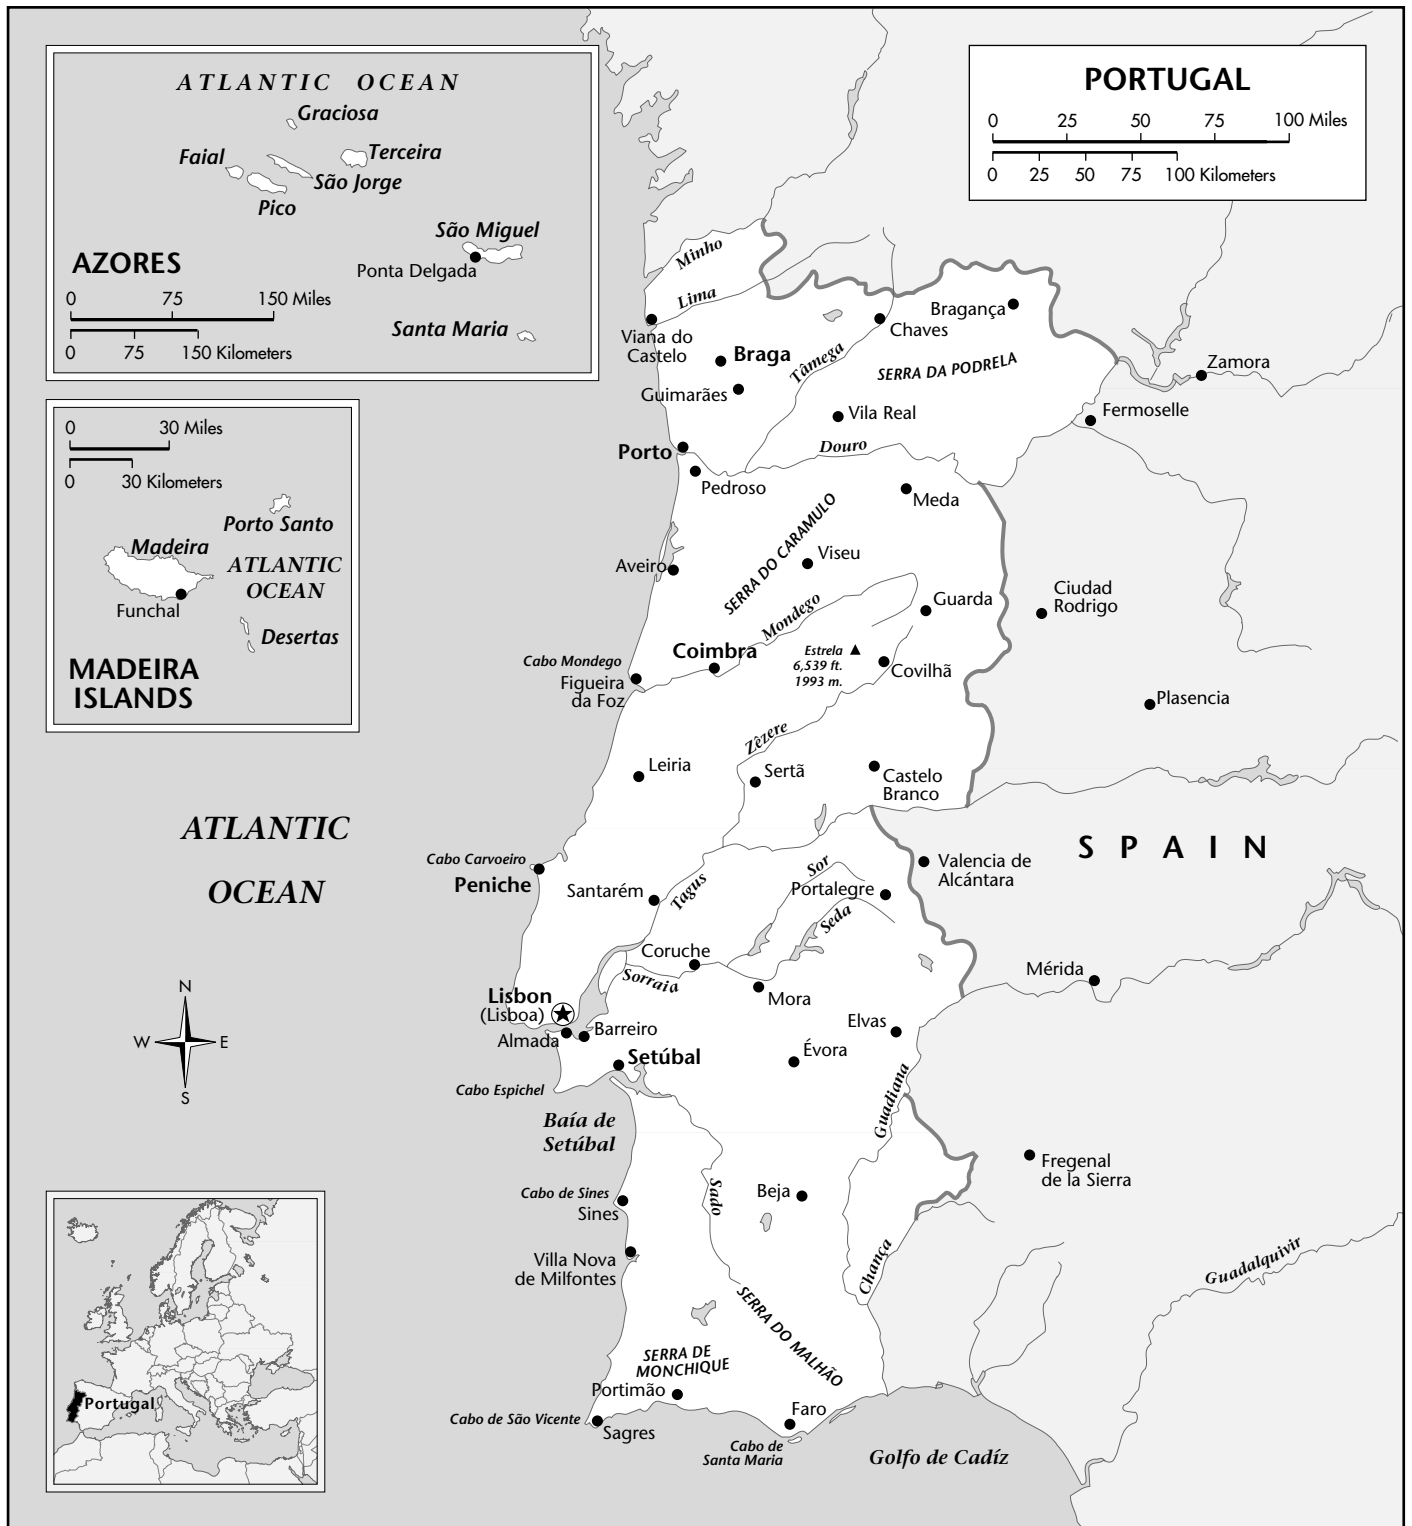 ATLANTIC OCEAN
Graciosa
Faial
Terceira
São Jorge
Pico
São Miguel
Ponta Delgada
AZORES
0 75 150 Miles
0 75 150 Kilometers
Santa Maria
PORTUGAL
0 25 50 75 100 Miles
0 25 50 75 100 Kilometers
0 30 Miles
0 30 Kilometers
Porto Santo
Madeira
ATLANTIC
OCEAN
Funchal
Desertas
MADEIRA
ISLANDS
Minho
Lima
Viana do
Castelo
Braga
Guimarães
Tâmega
Chaves
Bragança
SERRA DA PODRELA
Vila Real
Zamora
Fermoselle
Porto
Douro
Pedroso
Meda
SERRA DO CARAMULO
Viseu
Aveiro
Mondego
Guarda
Ciudad
Rodrigo
Coimbra
Estrela
6,539 ft.
1993 m.
Covilhã
Cabo Mondego
Figueira
da Foz
Plasencia
Zêzere
Leiria
Sertã
Castelo
Branco
ATLANTIC
OCEAN
SPAIN
Cabo Carvoeiro
Peniche
Santarém
Tagus
Sor
Portalegre
Seda
Valencia de
Alcántara
Coruche
Sorraia
Mora
Mérida
Lisbon
(Lisboa)
Almada
Barreiro
Elvas
Évora
Setúbal
Guadiana
Cabo Espichel
Baía de
Setúbal
N
W E
S
Fregenal
de la Sierra
Sado
Beja
Cabo de Sines
Sines
Villa Nova
de Milfontes
Chança
Guadalquivir
SERRA DO MALHÃO
SERRA DE
MONCHIQUE
Portimão
Cabo de São Vicente
Sagres
Faro
Cabo de
Santa Maria
Golfo de Cadíz
Portugal